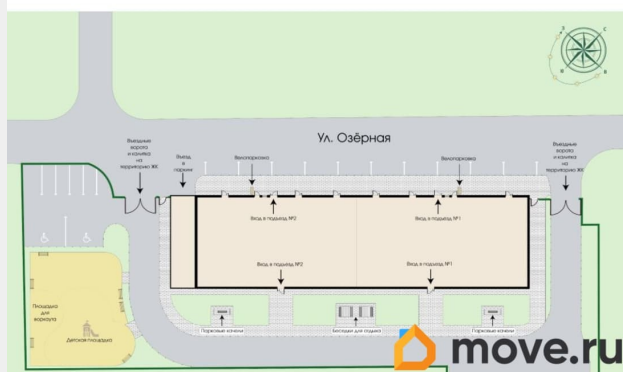 Ул. Озёрная
Въездные
ворота
и калитка
на
территорию ЖК
Въезд
в
паркинг
Велопарковка
Велопарковка
Въездные
ворота
и калитка
на
территорию ЖК
Вход в подъезд №2
Вход в подъезд №1
Вход в подъезд №2
Вход в подъезд №1
Площадка
для
воркаута
Детская площадка
Парковые качели
Беседки для отдыха
Парковые качели
move.ru